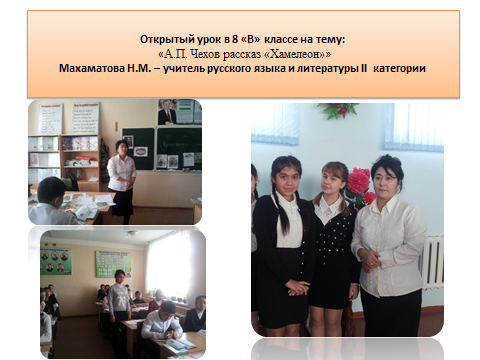 Открытый урок в 8 «В» классе на тему:
«А.П. Чехов рассказ «Хамелеон»»
Махаматова Н.М. – учитель русского языка и литературы II категории